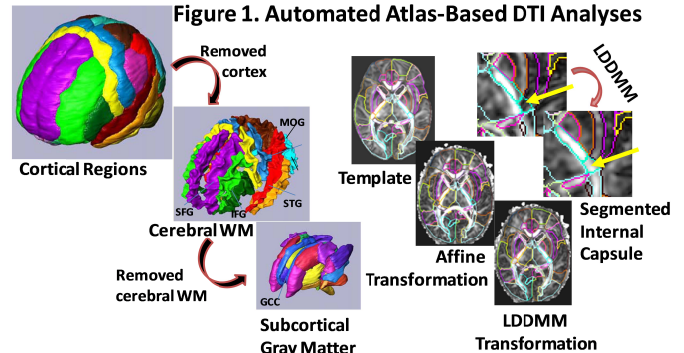 Figure 1. Automated Atlas-Based DTI Analyses
Removed
cortex
Cortical Regions
MOG
SFG
IFG
STG
Cerebral WM
Removed
cerebral WM
GCC
Subcortical
Gray Matter
Template
Affine
Transformation
LDDMM
Transformation
LDDMM
Segmented
Internal
Capsule